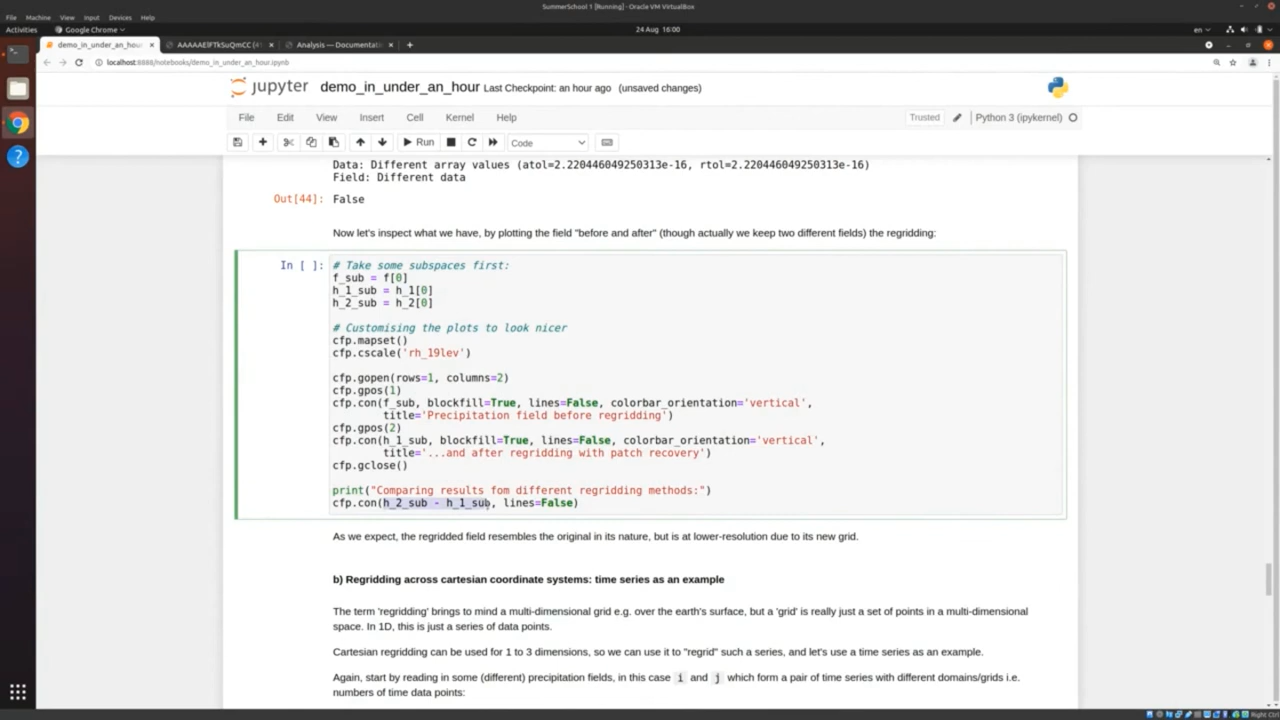 SummerSchool 1 [Running] - Oracle VM VirtualBox
File Machine View Input Devices Help
Activities Google Chrome 24 Aug 16:00 en
demo_in_under_an_hour × AAAAAElFTkSuQmCC (41 × Analysis — Documentat × +
localhost:8888/notebooks/demo_in_under_an_hour.ipynb
jupyter demo_in_under_an_hour Last Checkpoint: an hour ago (unsaved changes)
File Edit View Insert Cell Kernel Help Trusted Python 3 (ipykernel)
Run Code
Data: Different array values (atol=2.220446049250313e-16, rtol=2.220446049250313e-16)
Field: Different data
Out[44]: False
Now let's inspect what we have, by plotting the field "before and after" (though actually we keep two different fields) the regridding:
In [ ]: # Take some subspaces first:
f_sub = f[0]
h_1_sub = h_1[0]
h_2_sub = h_2[0]
# Customising the plots to look nicer
cfp.mapset()
cfp.cscale('rh_19lev')
cfp.gopen(rows=1, columns=2)
cfp.gpos(1)
cfp.con(f_sub, blockfill=True, lines=False, colorbar_orientation='vertical',
title='Precipitation field before regridding')
cfp.gpos(2)
cfp.con(h_1_sub, blockfill=True, lines=False, colorbar_orientation='vertical',
title='...and after regridding with patch recovery')
cfp.gclose()
print("Comparing results fom different regridding methods:")
cfp.con(h_2_sub - h_1_sub, lines=False)
As we expect, the regridded field resembles the original in its nature, but is at lower-resolution due to its new grid.
b) Regridding across cartesian coordinate systems: time series as an example
The term 'regridding' brings to mind a multi-dimensional grid e.g. over the earth's surface, but a 'grid' is really just a set of points in a multi-dimensional
space. In 1D, this is just a series of data points.
Cartesian regridding can be used for 1 to 3 dimensions, so we can use it to "regrid" such a series, and let's use a time series as an example.
Again, start by reading in some (different) precipitation fields, in this case i and j which form a pair of time series with different domains/grids i.e.
numbers of time data points:
Right Ctrl